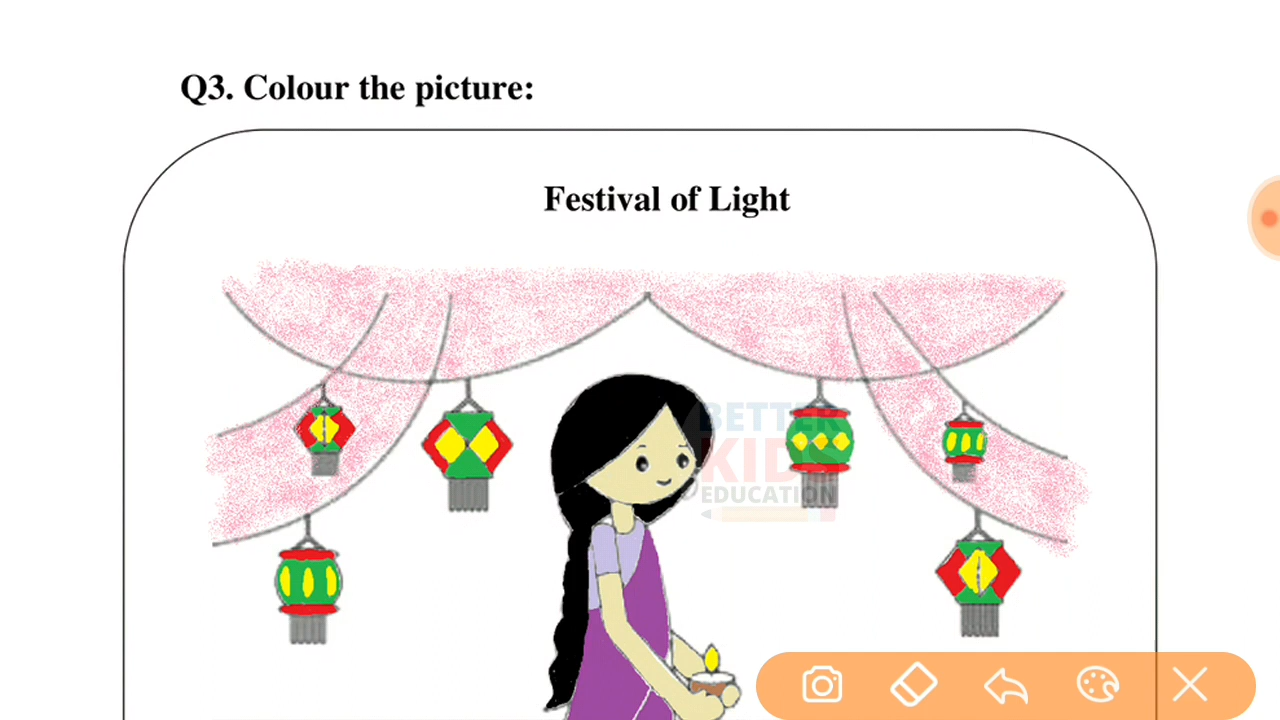 Q3. Colour the picture:
Festival of Light
BETTER
KIDS
EDUCATION